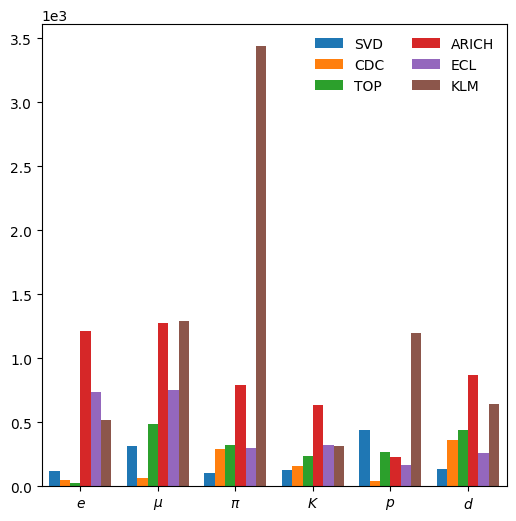 1e3
3.5
3.0
2.5
2.0
1.5
1.0
0.5
0.0
SVD
CDC
TOP
ARICH
ECL
KLM
e μ π K p d